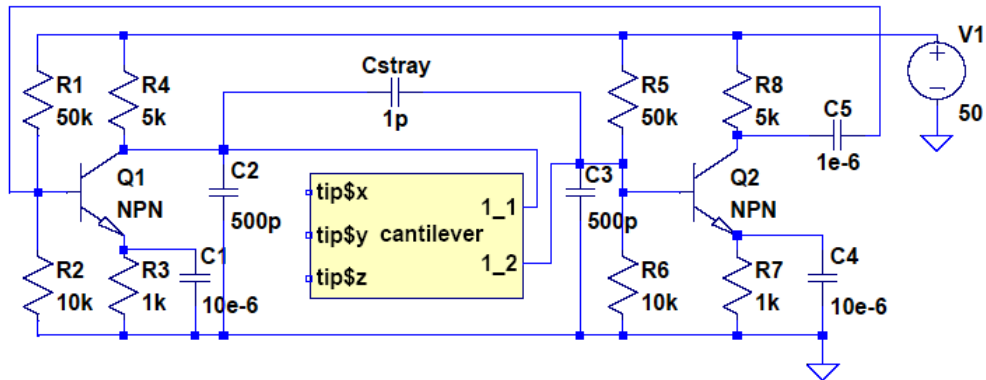 V1
Cstray
R1
R4
R5
R8
C5
50k
5k
1p
50k
5k
50
1e-6
Q1
C2
C3
Q2
tip$x
NPN
1_1
NPN
500p
tip$y
cantilever
500p
C1
1_2
C4
R2
R3
tip$z
R6
R7
10k
1k
10e-6
10k
1k
10e-6